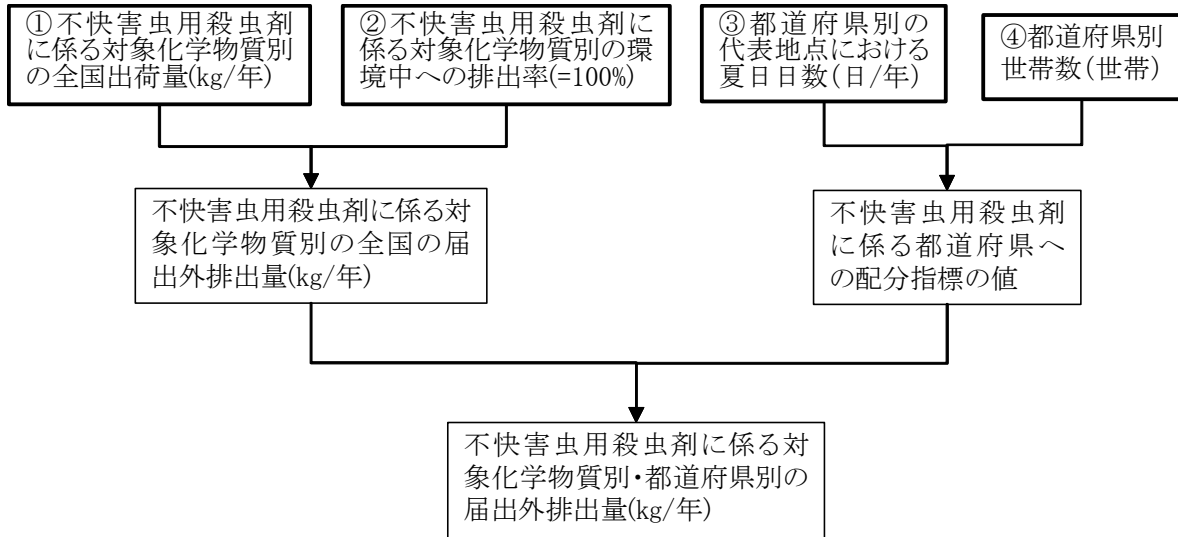 ①不快害虫用殺虫剤
に係る対象化学物質別
の全国出荷量(kg/年)
②不快害虫用殺虫剤に
係る対象化学物質別の環
境中への排出率(=100%)
③都道府県別の
代表地点における
夏日日数(日/年)
④都道府県別
世帯数(世帯)
不快害虫用殺虫剤に係る対
象化学物質別の全国の届
出外排出量(kg/年)
不快害虫用殺虫剤
に係る都道府県へ
の配分指標の値
不快害虫用殺虫剤に係る対
象化学物質別・都道府県別の
届出外排出量(kg/年)